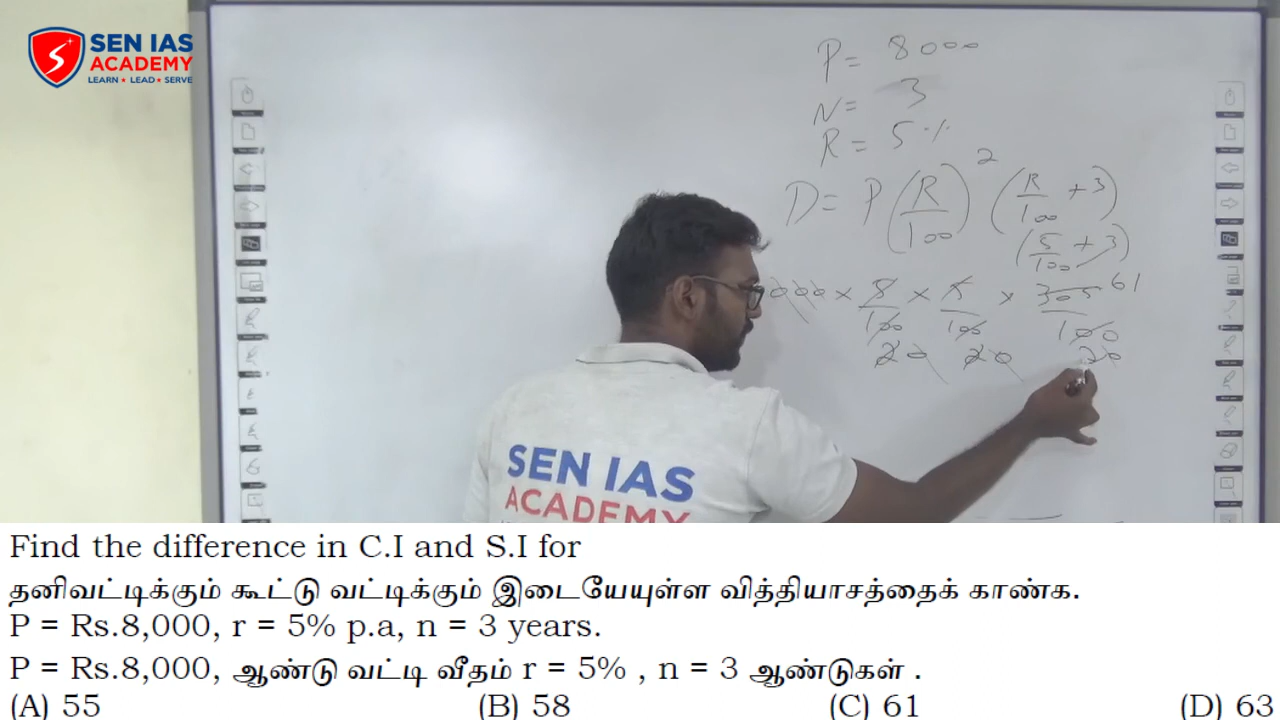 SEN IAS
ACADEMY
LEARN ★ LEAD ★ SERVE
P = 8000
N = 3
R = 5 %
D = P (R/100)² (R/100 + 3)
(5/100 + 3)
000 × 5/100 × 5/100 × 305/100 61
20 20 20
SEN IAS
ACADEMY
Find the difference in C.I and S.I for
தனிவட்டிக்கும் கூட்டு வட்டிக்கும் இடையேயுள்ள வித்தியாசத்தைக் காண்க.
P = Rs.8,000, r = 5% p.a, n = 3 years.
P = Rs.8,000, ஆண்டு வட்டி வீதம் r = 5% , n = 3 ஆண்டுகள் .
(A) 55 (B) 58 (C) 61 (D) 63